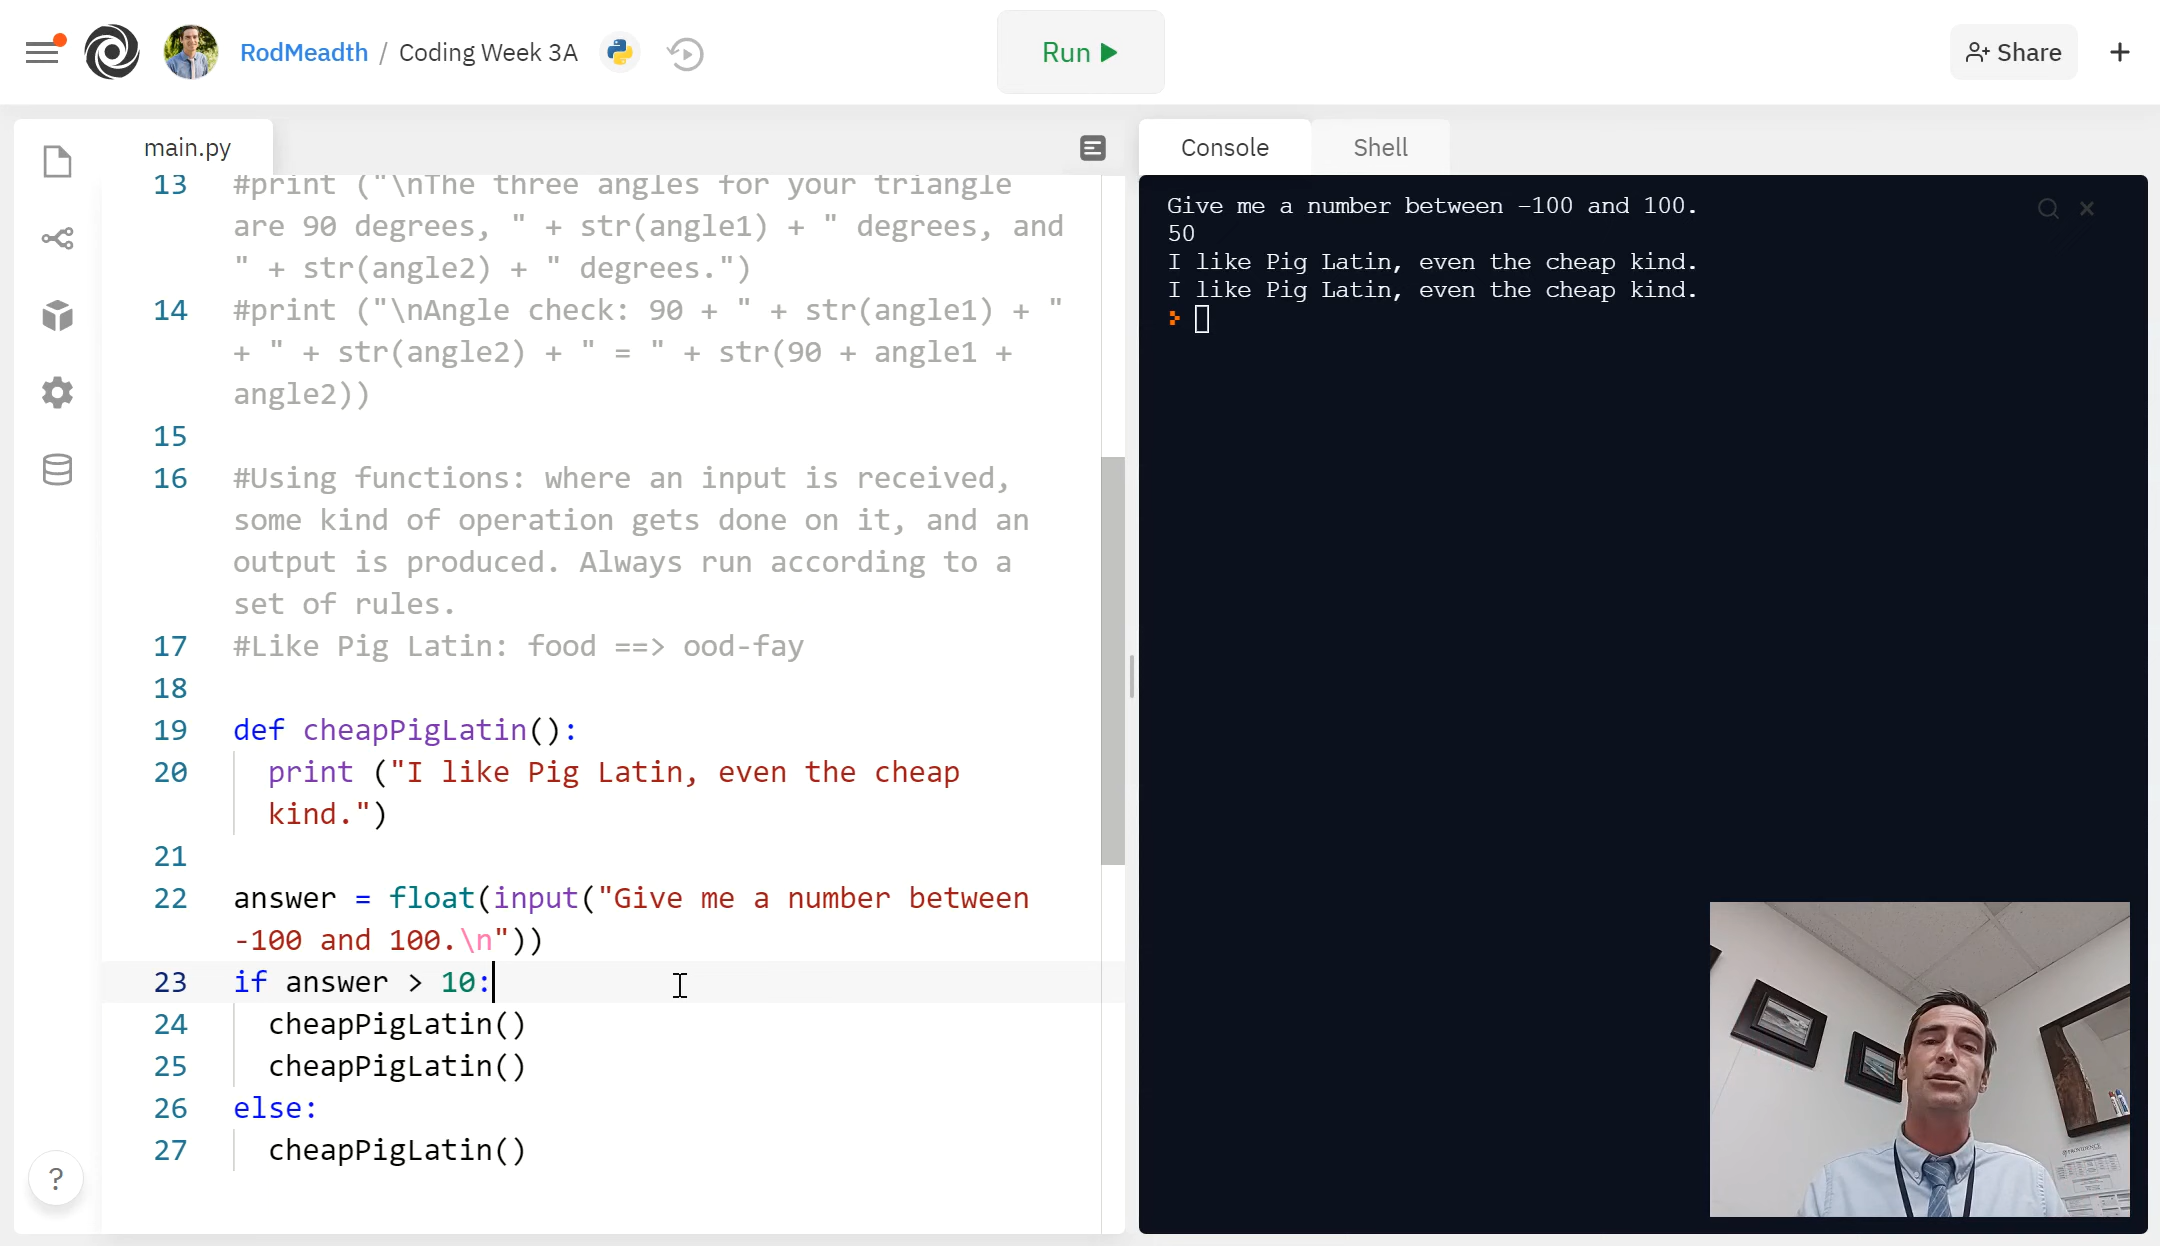 RodMeadth / Coding Week 3A
Run
Share
main.py
13 #print ("\nThe three angles for your triangle
are 90 degrees, " + str(angle1) + " degrees, and
" + str(angle2) + " degrees.")
14 #print ("\nAngle check: 90 + " + str(angle1) + "
+ " + str(angle2) + " = " + str(90 + angle1 +
angle2))
15
16 #Using functions: where an input is received,
some kind of operation gets done on it, and an
output is produced. Always run according to a
set of rules.
17 #Like Pig Latin: food ==> ood-fay
18
19 def cheapPigLatin():
20 print ("I like Pig Latin, even the cheap
kind.")
21
22 answer = float(input("Give me a number between
-100 and 100.\n"))
23 if answer > 10:
24 cheapPigLatin()
25 cheapPigLatin()
26 else:
27 cheapPigLatin()
?
Console Shell
Give me a number between -100 and 100.
50
I like Pig Latin, even the cheap kind.
I like Pig Latin, even the cheap kind.
PROVIDENCE